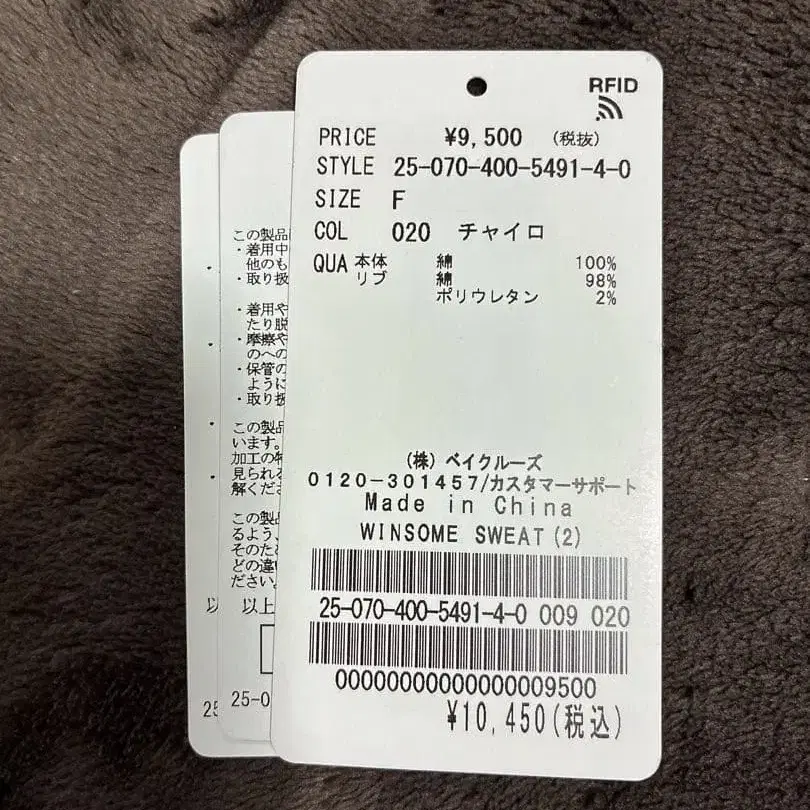 RFID
PRICE ¥9,500 (税抜)
STYLE 25-070-400-5491-4-0
SIZE F
COL 020 チャイロ
QUA 本体 綿 100%
リブ 綿 98%
ポリウレタン 2%
(株) ベイクルーズ
0120-301457/カスタマーサポート
Made in China
WINSOME SWEAT(2)
25-070-400-5491-4-0 009 020
00000000000000009500
¥10,450(税込)
この製品
・着用中
他のも
・取り扱
・着用や
たり脱
・摩擦や
のへの
・保管の
ように
・取り扱
この製品
います。
加工の特
見られる
解くださ
この製品
るよう、
そのため
どの違い
ださい。
以上
25-0
以
25